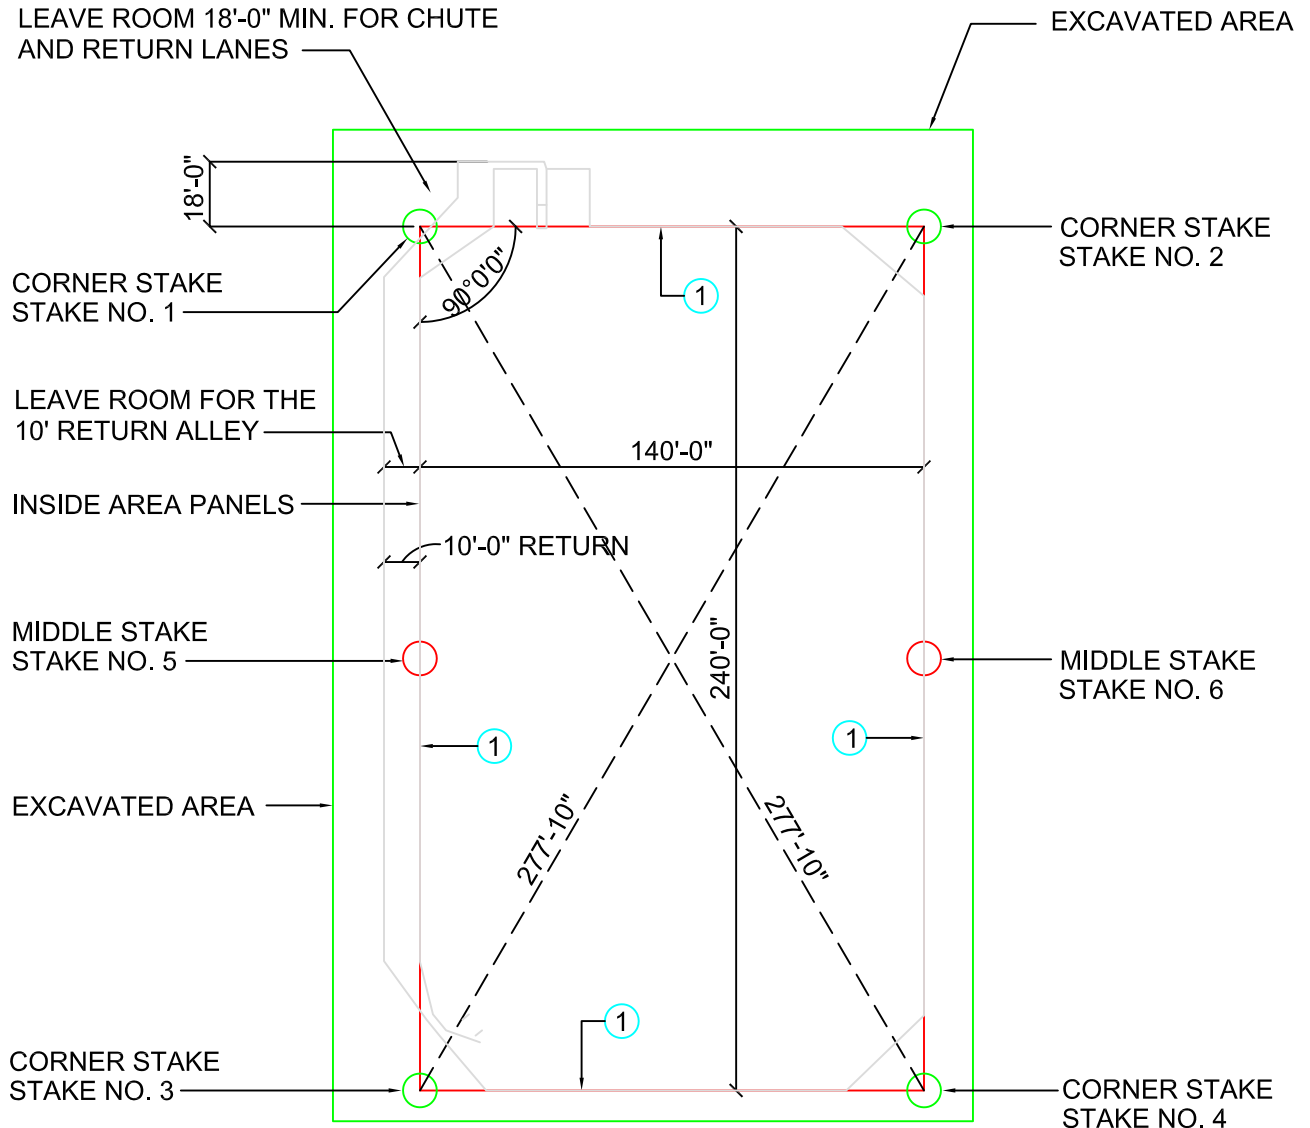 LEAVE ROOM 18'-0" MIN. FOR CHUTE
AND RETURN LANES
EXCAVATED AREA
18'-0"
CORNER STAKE
STAKE NO. 2
CORNER STAKE
STAKE NO. 1
90°0'0"
1
LEAVE ROOM FOR THE
10' RETURN ALLEY
140'-0"
INSIDE AREA PANELS
10'-0" RETURN
MIDDLE STAKE
STAKE NO. 5
240'-0"
MIDDLE STAKE
STAKE NO. 6
1
1
EXCAVATED AREA
277'-10"
277'-10"
1
CORNER STAKE
STAKE NO. 3
CORNER STAKE
STAKE NO. 4